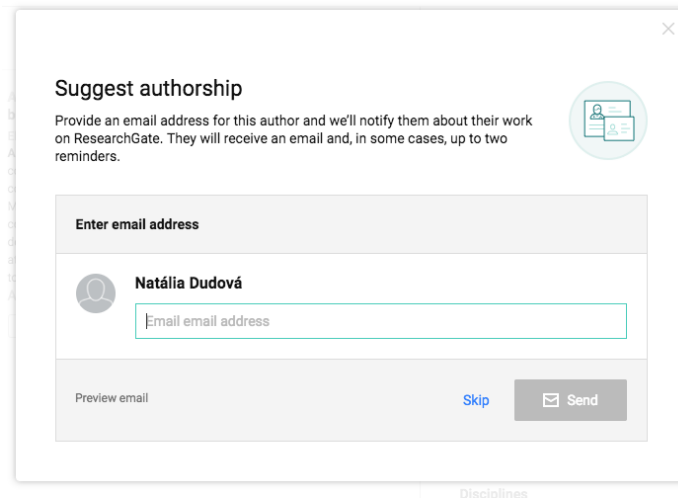 Suggest authorship
Provide an email address for this author and we'll notify them about their work
on ResearchGate. They will receive an email and, in some cases, up to two
reminders.
Enter email address
Natália Dudová
Email email address
Preview email
Skip
Send
Disciplines